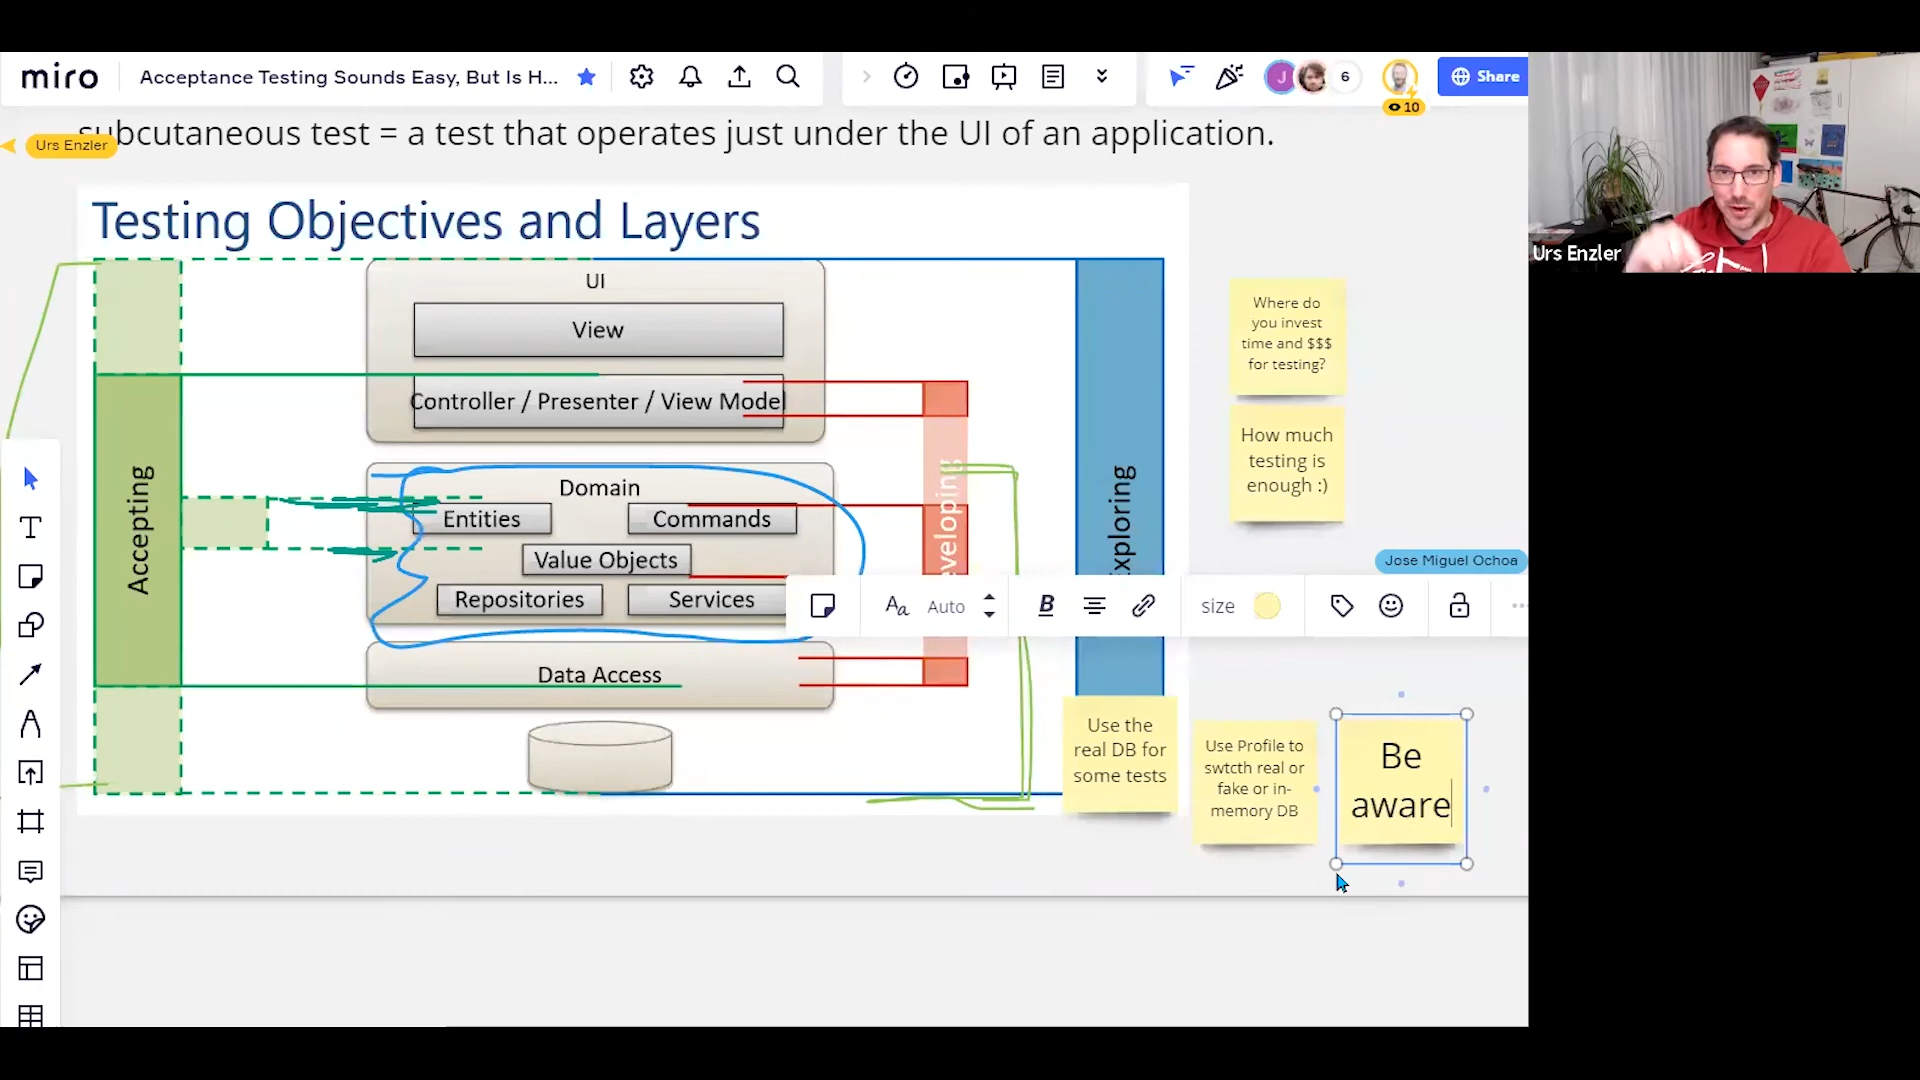 miro
Acceptance Testing Sounds Easy, But Is H...
6
10
Share
subcutaneous test = a test that operates just under the UI of an application.
Urs Enzler
Urs Enzler
Testing Objectives and Layers
UI
View
Controller / Presenter / View Model
Accepting
Domain
Entities
Commands
Value Objects
Repositories
Services
Data Access
Developing
Exploring
Where do
you invest
time and $$$
for testing?
How much
testing is
enough :)
Jose Miguel Ochoa
Auto
B
size
Use the
real DB for
some tests
Use Profile to
swtcth real or
fake or in-
memory DB
Be
aware
J